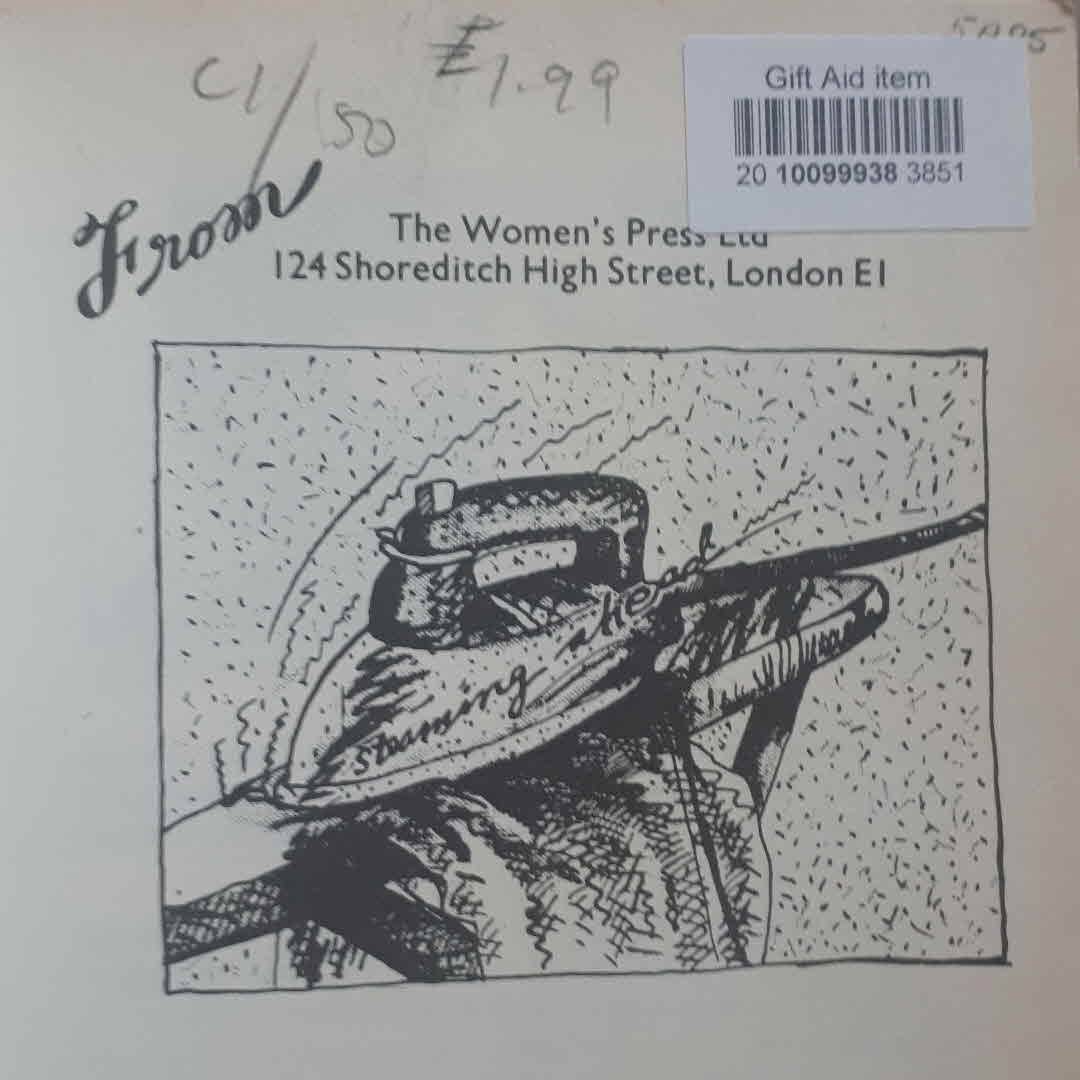 C1/50
£1.99
Gift Aid item
20 10099938 3851
From
The Women's Press Ltd
124 Shoreditch High Street, London E1
steaming ahead